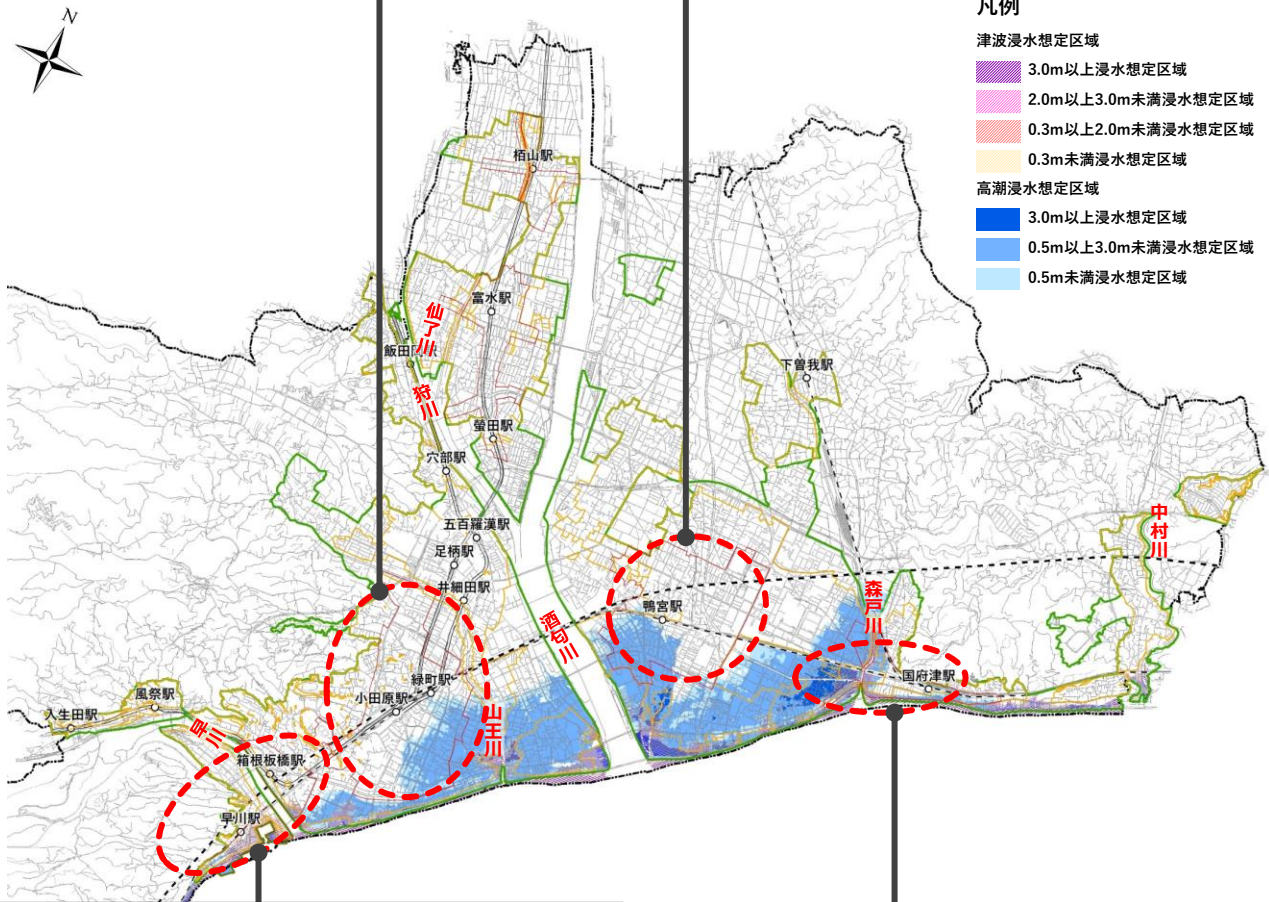 N
凡例
津波浸水想定区域
3.0m以上浸水想定区域
2.0m以上3.0m未満浸水想定区域
0.3m以上2.0m未満浸水想定区域
0.3m未満浸水想定区域
高潮浸水想定区域
3.0m以上浸水想定区域
0.5m以上3.0m未満浸水想定区域
0.5m未満浸水想定区域
栢山駅
富水駅
仙了川
飯田
駅
狩川
下曽我駅
螢田駅
穴部駅
五百羅漢駅
足柄駅
井細田駅
中村川
酒匂川
鴨宮駅
森戸川
国府津駅
緑町駅
小田原駅
山王川
風祭駅
入生田駅
早川
箱根板橋駅
早川駅